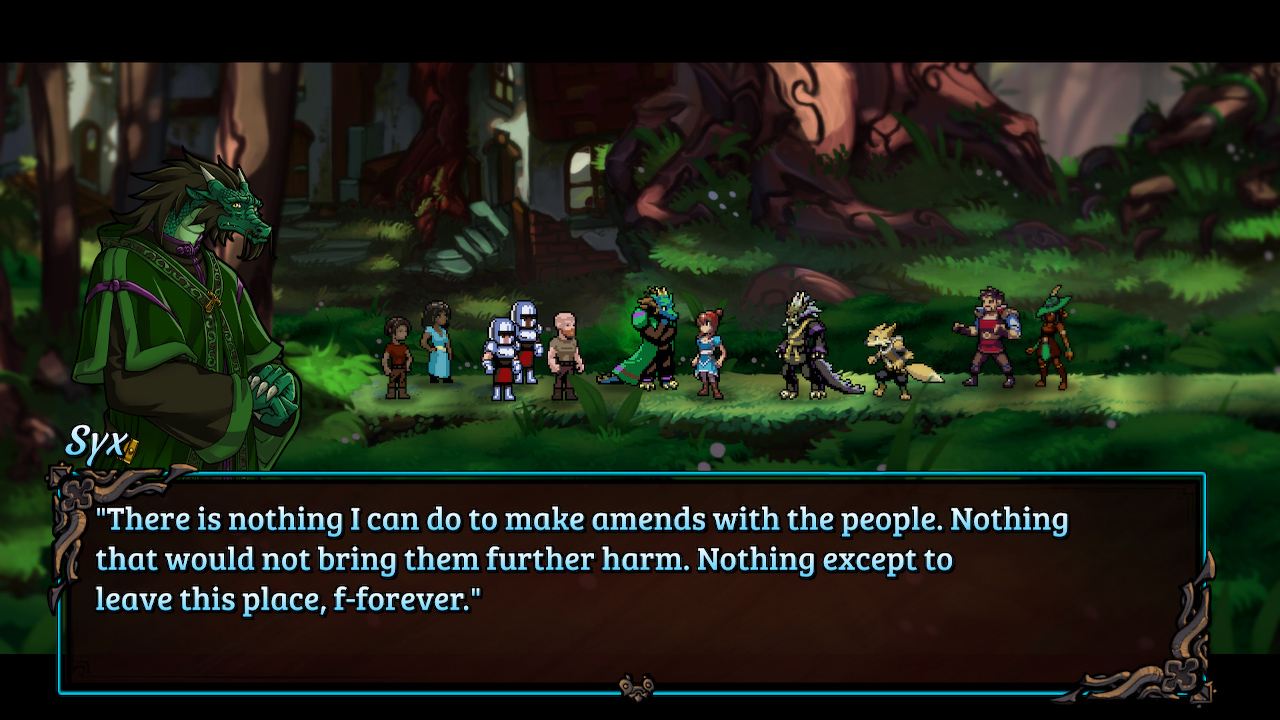 Syx
"There is nothing I can do to make amends with the people. Nothing
that would not bring them further harm. Nothing except to
leave this place, f-forever."